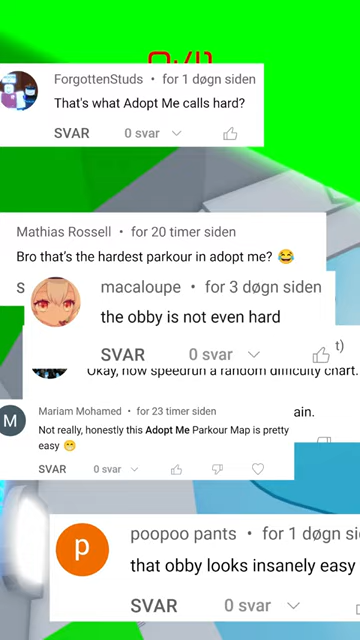 ForgottenStuds • for 1 døgn siden
That's what Adopt Me calls hard?
SVAR 0 svar
Mathias Rossell • for 20 timer siden
Bro that's the hardest parkour in adopt me? 😂
S
macaloupe • for 3 døgn siden
the obby is not even hard
SVAR 0 svar
t)
Okay, now speedrun a random difficulty chart.
Mariam Mohamed • for 23 timer siden
ain.
M
Not really, honestly this Adopt Me Parkour Map is pretty
easy 😁
SVAR 0 svar
poopoo pants • for 1 døgn si
p
that obby looks insanely easy
SVAR 0 svar